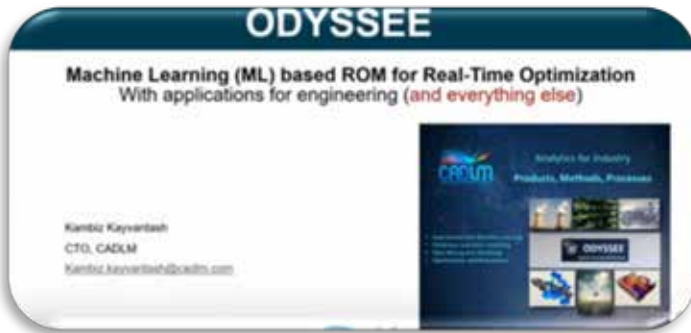 ODYSSEE
Machine Learning (ML) based ROM for Real-Time Optimization
With applications for engineering (and everything else)
Kambiz Kayvantash
CTO, CADLM
Kambiz.kayvantash@cadlm.com
CADLM
Analytics for Industry
Products, Methods, Processes
ODYSSEE